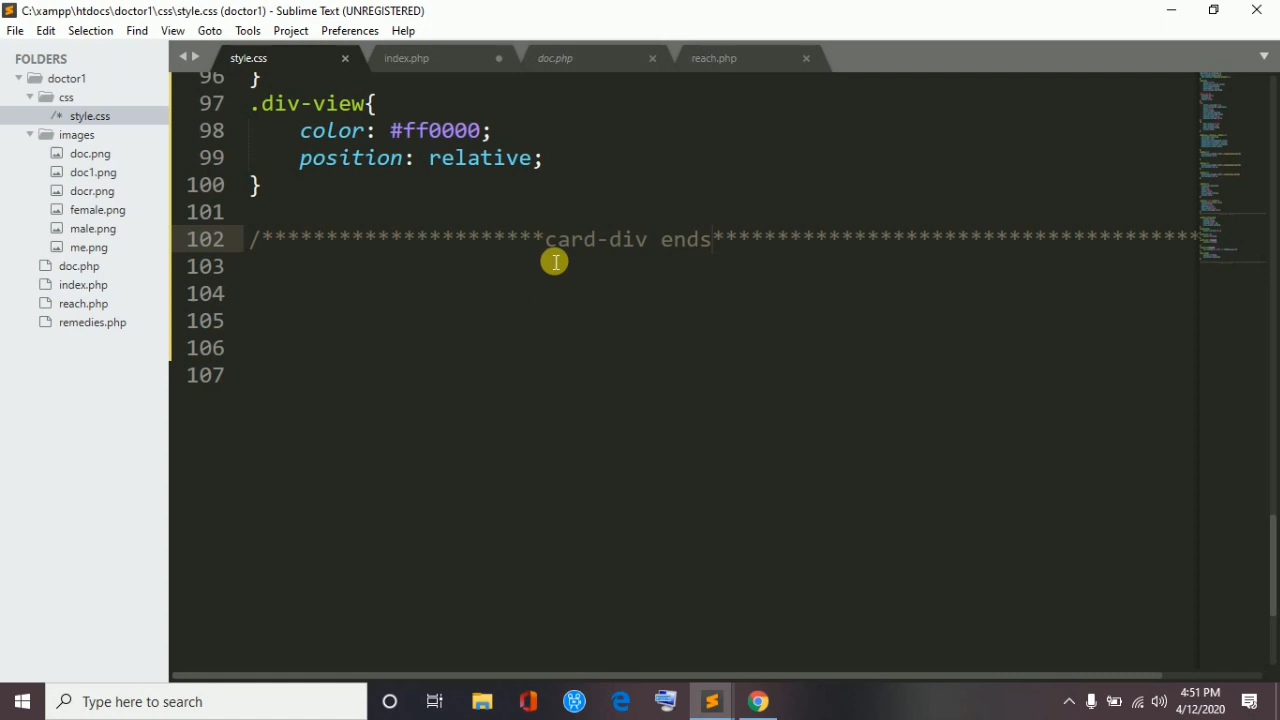 C:\xampp\htdocs\doctor1\css\style.css (doctor1) - Sublime Text (UNREGISTERED)
File Edit Selection Find View Goto Tools Project Preferences Help
FOLDERS
doctor1
css
/* style.css
images
doc.png
doc1.png
docr.png
female.png
male.png
me.png
doc.php
index.php
reach.php
remedies.php
style.css index.php doc.php reach.php
96 }
97 .div-view{
98 color: #ff0000;
99 position: relative;
100 }
101
102 /**********************card-div ends**************************************
103
104
105
106
107
Type here to search
4:51 PM
4/12/2020